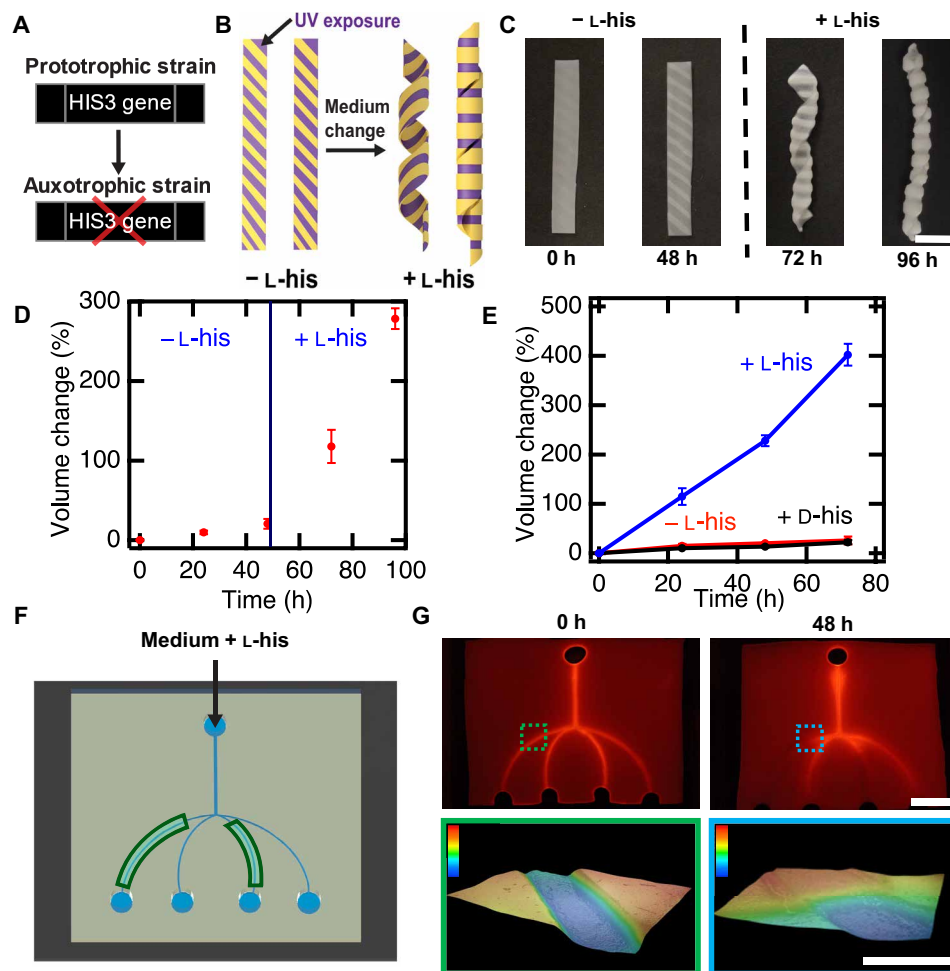 A
Prototrophic strain
HIS3 gene
Auxotrophic strain
HIS3 gene
B
UV exposure
Medium
change
– L-his
+ L-his
C
– L-his
+ L-his
0 h
48 h
72 h
96 h
D
Volume change (%)
300
200
100
0
– L-his
+ L-his
0
20
40
60
80
100
Time (h)
E
Volume change (%)
500
400
300
200
100
0
+ L-his
– L-his
+ D-his
0
20
40
60
80
Time (h)
F
Medium + L-his
G
0 h
48 h